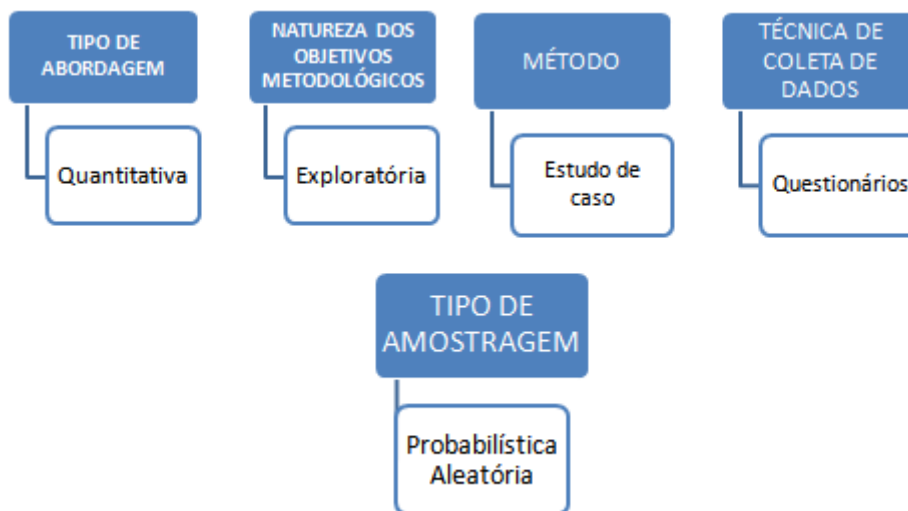 TIPO DE
ABORDAGEM
Quantitativa
NATUREZA DOS
OBJETIVOS
METODOLÓGICOS
Exploratória
MÉTODO
Estudo de
caso
TÉCNICA DE
COLETA DE
DADOS
Questionários
TIPO DE
AMOSTRAGEM
Probabilística
Aleatória